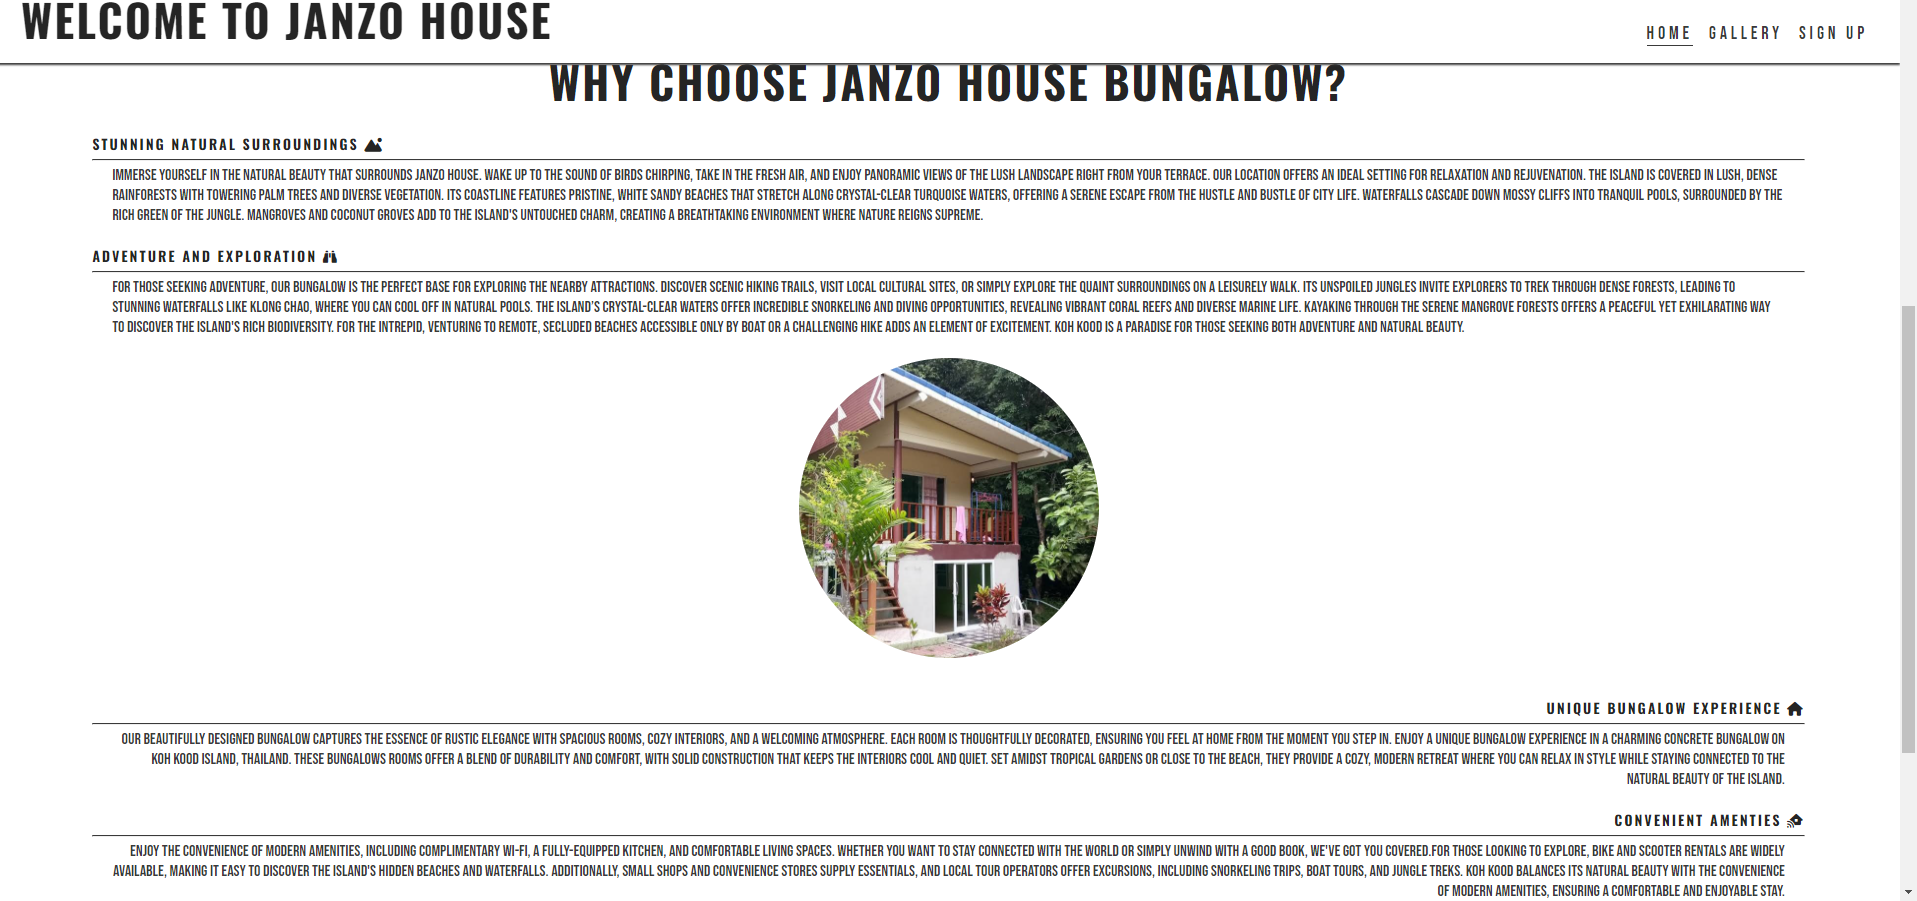 WELCOME TO JANZO HOUSE
HOME GALLERY SIGN UP
WHY CHOOSE JANZO HOUSE BUNGALOW?
STUNNING NATURAL SURROUNDINGS
IMMERSE YOURSELF IN THE NATURAL BEAUTY THAT SURROUNDS JANZO HOUSE. WAKE UP TO THE SOUND OF BIRDS CHIRPING, TAKE IN THE FRESH AIR, AND ENJOY PANORAMIC VIEWS OF THE LUSH LANDSCAPE RIGHT FROM YOUR TERRACE. OUR LOCATION OFFERS AN IDEAL SETTING FOR RELAXATION AND REJUVENATION. THE ISLAND IS COVERED IN LUSH, DENSE
RAINFORESTS WITH TOWERING PALM TREES AND DIVERSE VEGETATION. ITS COASTLINE FEATURES PRISTINE, WHITE SANDY BEACHES THAT STRETCH ALONG CRYSTAL-CLEAR TURQUOISE WATERS, OFFERING A SERENE ESCAPE FROM THE HUSTLE AND BUSTLE OF CITY LIFE. WATERFALLS CASCADE DOWN MOSSY CLIFFS INTO TRANQUIL POOLS, SURROUNDED BY THE
RICH GREEN OF THE JUNGLE. MANGROVES AND COCONUT GROVES ADD TO THE ISLAND'S UNTOUCHED CHARM, CREATING A BREATHTAKING ENVIRONMENT WHERE NATURE REIGNS SUPREME.
ADVENTURE AND EXPLORATION
FOR THOSE SEEKING ADVENTURE, OUR BUNGALOW IS THE PERFECT BASE FOR EXPLORING THE NEARBY ATTRACTIONS. DISCOVER SCENIC HIKING TRAILS, VISIT LOCAL CULTURAL SITES, OR SIMPLY EXPLORE THE QUAINT SURROUNDINGS ON A LEISURELY WALK. ITS UNSPOILED JUNGLES INVITE EXPLORERS TO TREK THROUGH DENSE FORESTS, LEADING TO
STUNNING WATERFALLS LIKE KLONG CHAO, WHERE YOU CAN COOL OFF IN NATURAL POOLS. THE ISLAND'S CRYSTAL-CLEAR WATERS OFFER INCREDIBLE SNORKELING AND DIVING OPPORTUNITIES, REVEALING VIBRANT CORAL REEFS AND DIVERSE MARINE LIFE. KAYAKING THROUGH THE SERENE MANGROVE FORESTS OFFERS A PEACEFUL YET EXHILARATING WAY
TO DISCOVER THE ISLAND'S RICH BIODIVERSITY. FOR THE INTREPID, VENTURING TO REMOTE, SECLUDED BEACHES ACCESSIBLE ONLY BY BOAT OR A CHALLENGING HIKE ADDS AN ELEMENT OF EXCITEMENT. KOH KOOD IS A PARADISE FOR THOSE SEEKING BOTH ADVENTURE AND NATURAL BEAUTY.
UNIQUE BUNGALOW EXPERIENCE
OUR BEAUTIFULLY DESIGNED BUNGALOW CAPTURES THE ESSENCE OF RUSTIC ELEGANCE WITH SPACIOUS ROOMS, COZY INTERIORS, AND A WELCOMING ATMOSPHERE. EACH ROOM IS THOUGHTFULLY DECORATED, ENSURING YOU FEEL AT HOME FROM THE MOMENT YOU STEP IN. ENJOY A UNIQUE BUNGALOW EXPERIENCE IN A CHARMING CONCRETE BUNGALOW ON
KOH KOOD ISLAND, THAILAND. THESE BUNGALOWS ROOMS OFFER A BLEND OF DURABILITY AND COMFORT, WITH SOLID CONSTRUCTION THAT KEEPS THE INTERIORS COOL AND QUIET. SET AMIDST TROPICAL GARDENS OR CLOSE TO THE BEACH, THEY PROVIDE A COZY, MODERN RETREAT WHERE YOU CAN RELAX IN STYLE WHILE STAYING CONNECTED TO THE
NATURAL BEAUTY OF THE ISLAND.
CONVENIENT AMENTIES
ENJOY THE CONVENIENCE OF MODERN AMENITIES, INCLUDING COMPLIMENTARY WI-FI, A FULLY-EQUIPPED KITCHEN, AND COMFORTABLE LIVING SPACES. WHETHER YOU WANT TO STAY CONNECTED WITH THE WORLD OR SIMPLY UNWIND WITH A GOOD BOOK, WE'VE GOT YOU COVERED.FOR THOSE LOOKING TO EXPLORE, BIKE AND SCOOTER RENTALS ARE WIDELY
AVAILABLE, MAKING IT EASY TO DISCOVER THE ISLAND'S HIDDEN BEACHES AND WATERFALLS. ADDITIONALLY, SMALL SHOPS AND CONVENIENCE STORES SUPPLY ESSENTIALS, AND LOCAL TOUR OPERATORS OFFER EXCURSIONS, INCLUDING SNORKELING TRIPS, BOAT TOURS, AND JUNGLE TREKS. KOH KOOD BALANCES ITS NATURAL BEAUTY WITH THE CONVENIENCE
OF MODERN AMENITIES, ENSURING A COMFORTABLE AND ENJOYABLE STAY.